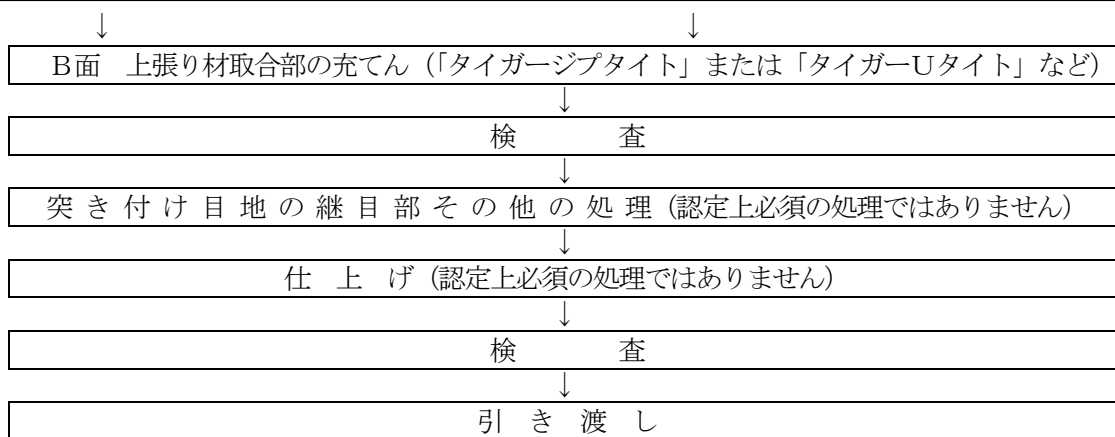 ↓ ↓
B面 上張り材取合部の充てん(「タイガージプタイト」または「タイガーUタイト」など)
↓
検 査
↓
突き付け目地の継目部その他の処理(認定上必須の処理ではありません)
↓
仕上げ(認定上必須の処理ではありません)
↓
検 査
↓
引き渡し